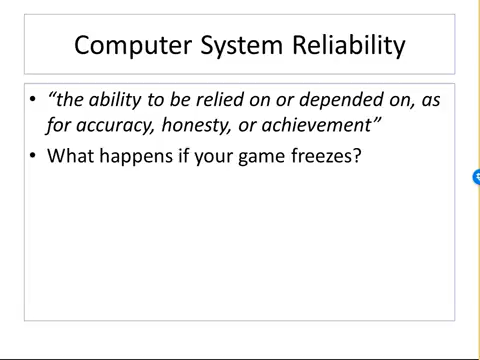 Computer System Reliability
• “the ability to be relied on or depended on, as
for accuracy, honesty, or achievement”
• What happens if your game freezes?